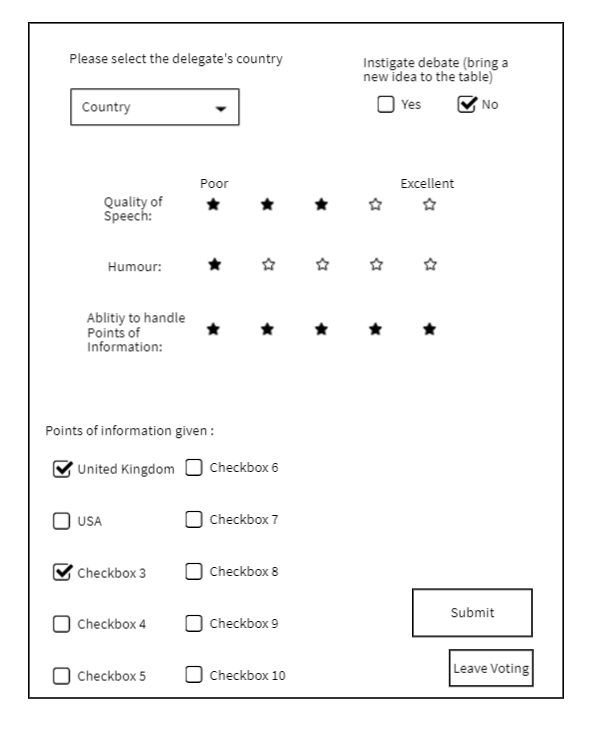 Please select the delegate's country
Instigate debate (bring a
new idea to the table)
Country
Yes
No
Poor
Excellent
Quality of
Speech:
Humour:
Ablitiy to handle
Points of
Information:
Points of information given :
United Kingdom
Checkbox 6
USA
Checkbox 7
Checkbox 3
Checkbox 8
Checkbox 4
Checkbox 9
Checkbox 5
Checkbox 10
Submit
Leave Voting